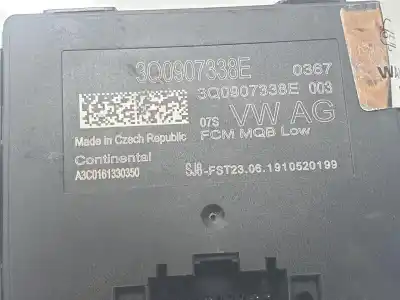 3Q0907338E 0367
3Q0907338E 003
07S VW AG
Made in Czech Republic FCM MQB Low
Continental
A3C0161330350 SJ8-FST23.06.1910520199